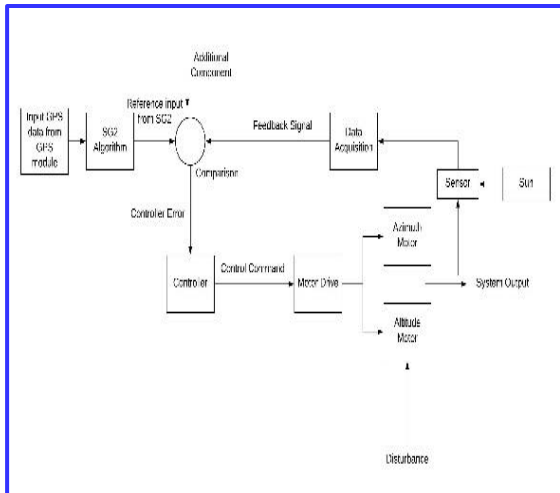 Additional
Component
Input GPS
data from
GPS
module
SG2
Algorithm
Reference input
from SG2
Comparison
Feedback Signal
Data
Acquisition
Sensor
Sun
Controller Error
Controller
Control Command
Motor Drive
Azimuth
Motor
Altitude
Motor
System Output
Disturbance